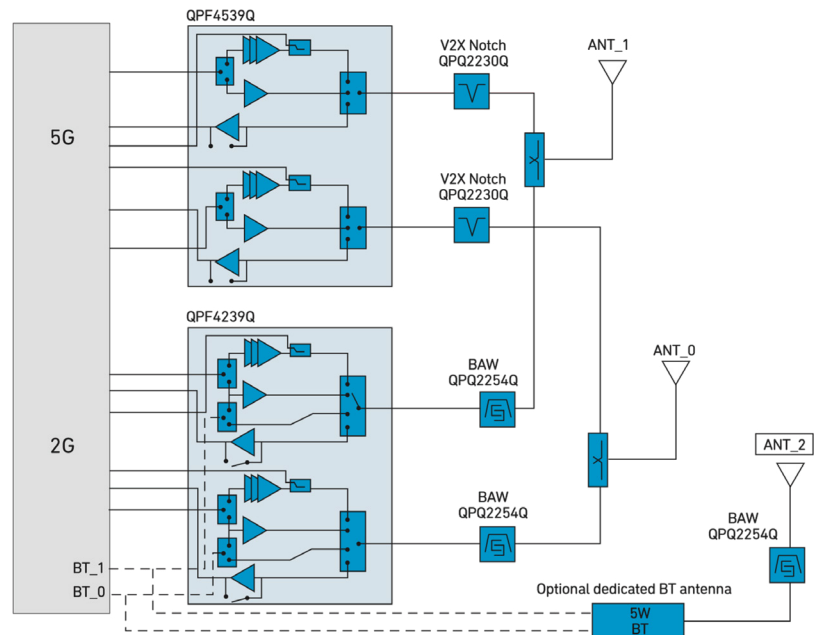 QPF4539Q
V2X Notch
QPQ2230Q
ANT_1
5G
V2X Notch
QPQ2230Q
QPF4239Q
BAW
QPQ2254Q
ANT_0
2G
ANT_2
BAW
QPQ2254Q
BAW
QPQ2254Q
BT_1
BT_0
Optional dedicated BT antenna
5W
BT